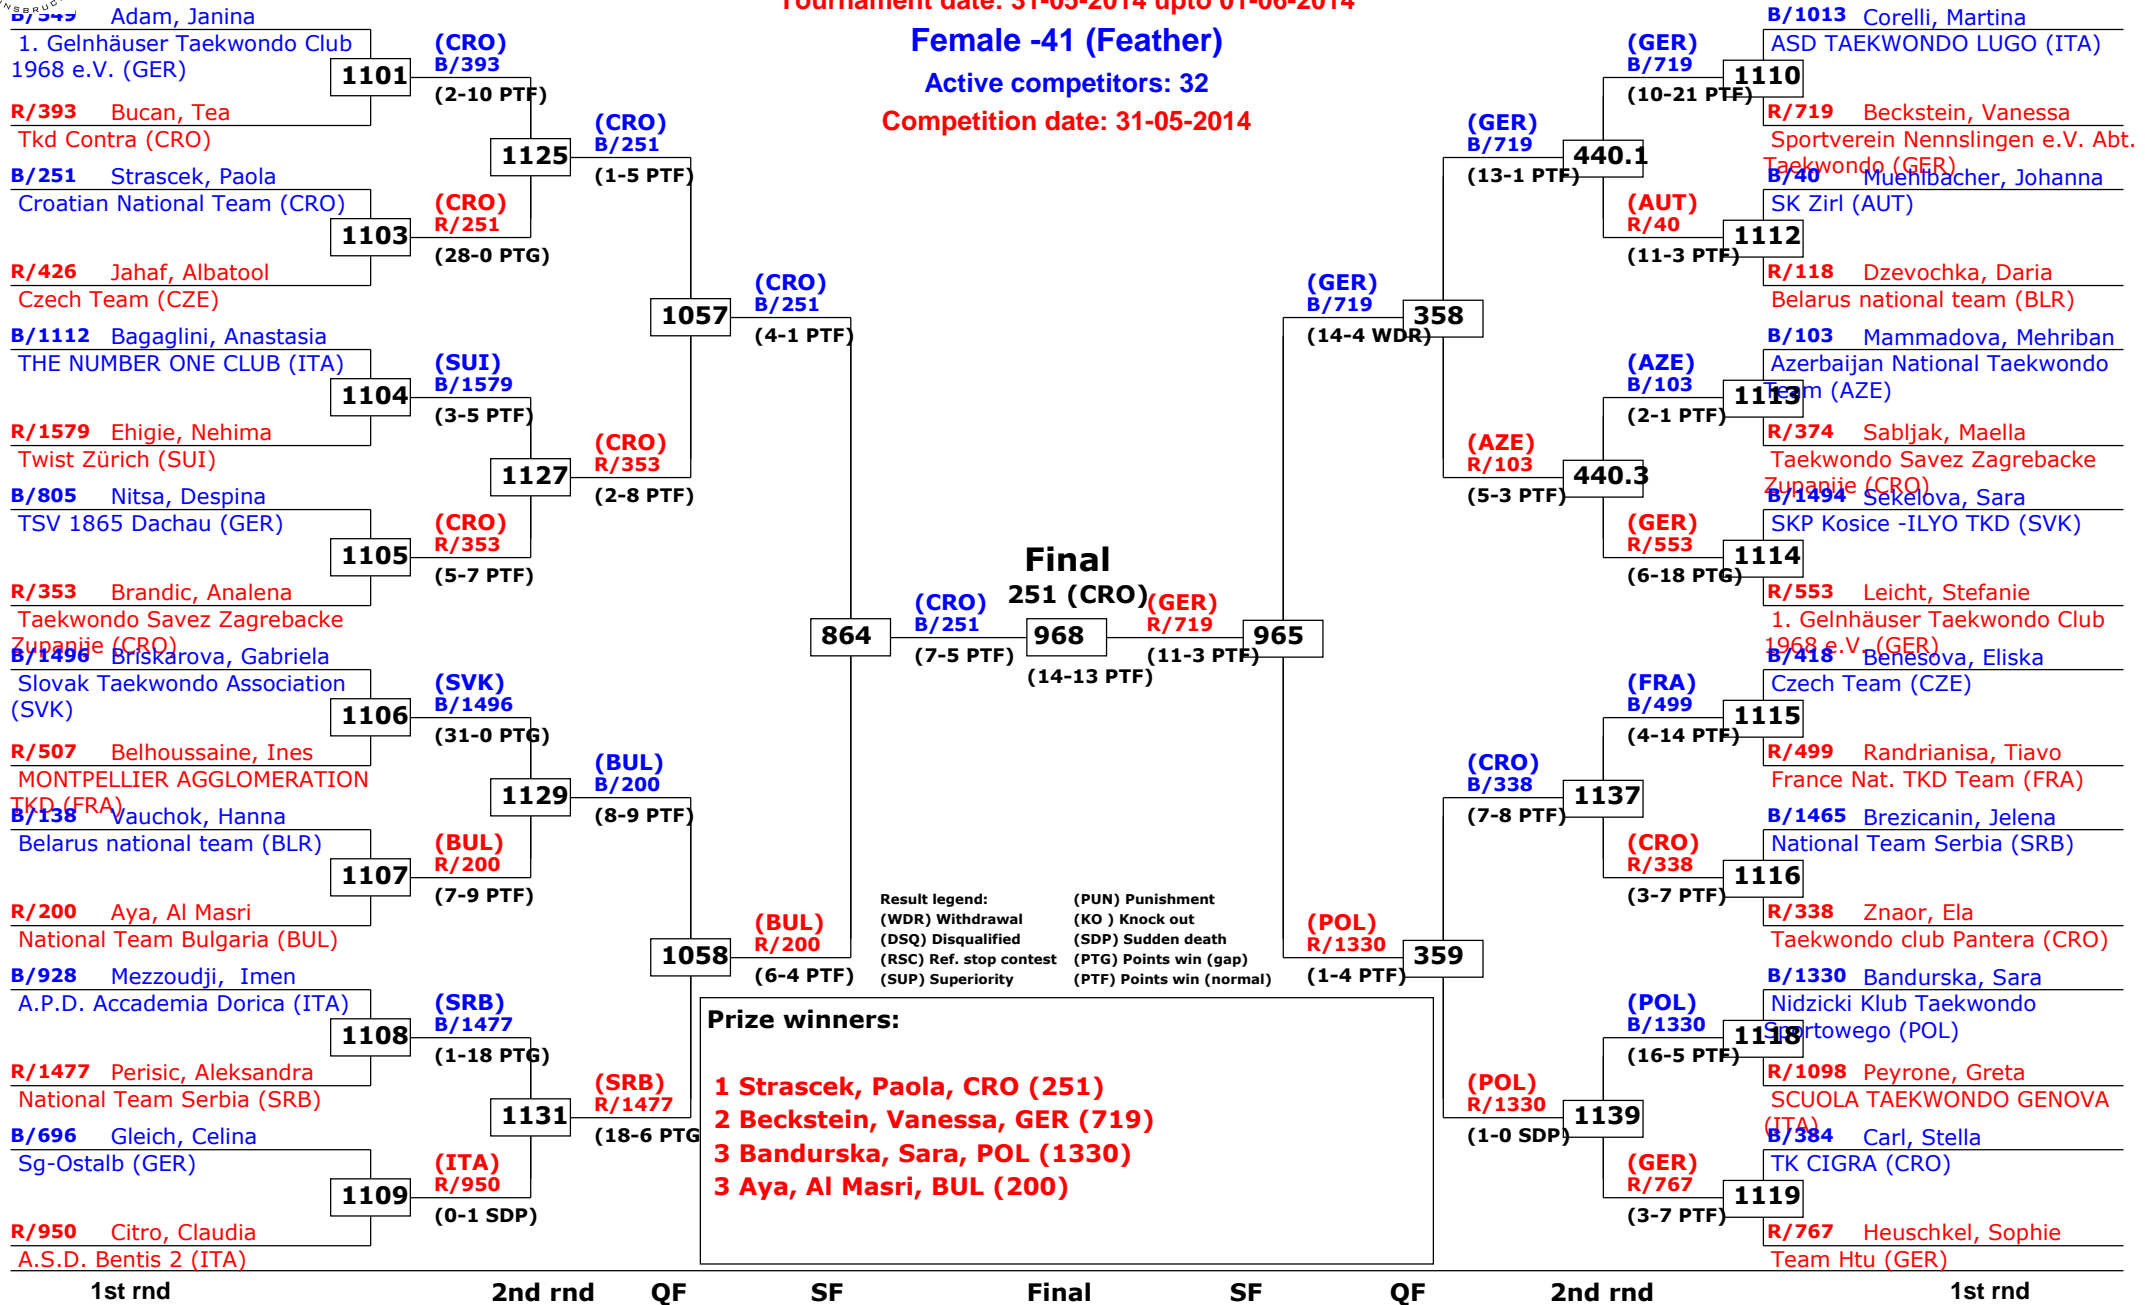 NSBRUC
Tournament date: 31-05-2014 upto 01-06-2014
Female -41 (Feather)
Active competitors: 32
Competition date: 31-05-2014
B/549 Adam, Janina
1. Gelnhäuser Taekwondo Club
1968 e.V. (GER)
1101
R/393 Bucan, Tea
Tkd Contra (CRO)
B/251 Strascek, Paola
Croatian National Team (CRO)
1103
R/426 Jahaf, Albatool
Czech Team (CZE)
B/1112 Bagaglini, Anastasia
THE NUMBER ONE CLUB (ITA)
1104
R/1579 Ehigie, Nehima
Twist Zürich (SUI)
B/805 Nitsa, Despina
TSV 1865 Dachau (GER)
1105
R/353 Brandic, Analena
Taekwondo Savez Zagrebacke
Zupanije (CRO)
B/1496 Briskarova, Gabriela
Slovak Taekwondo Association
(SVK)
1106
R/507 Belhoussaine, Ines
MONTPELLIER AGGLOMERATION
TKD (FRA)
B/138 Vauchok, Hanna
Belarus national team (BLR)
1107
R/200 Aya, Al Masri
National Team Bulgaria (BUL)
B/928 Mezzoudji, Imen
A.P.D. Accademia Dorica (ITA)
1108
R/1477 Perisic, Aleksandra
National Team Serbia (SRB)
B/696 Gleich, Celina
Sg-Ostalb (GER)
1109
R/950 Citro, Claudia
A.S.D. Bentis 2 (ITA)
(CRO)
B/393
(2-10 PTF)
1125
(CRO)
R/251
(28-0 PTG)
(SUI)
B/1579
(3-5 PTF)
1127
(CRO)
R/353
(5-7 PTF)
(SVK)
B/1496
(31-0 PTG)
1129
(BUL)
R/200
(7-9 PTF)
(SRB)
B/1477
(1-18 PTG)
1131
(ITA)
R/950
(0-1 SDP)
(CRO)
B/251
(1-5 PTF)
1057
(CRO)
R/353
(2-8 PTF)
(BUL)
B/200
(8-9 PTF)
1058
(SRB)
R/1477
(18-6 PTG
(CRO)
B/251
(4-1 PTF)
864
(BUL)
R/200
(6-4 PTF)
(CRO)
B/251
(7-5 PTF)
Final
251 (CRO)
968
(14-13 PTF)
(GER)
R/719
(11-3 PTF)
965
(GER)
B/719
(14-4 WDR)
358
(POL)
R/1330
(1-4 PTF)
359
(GER)
B/719
(13-1 PTF)
440.1
(AZE)
R/103
(5-3 PTF)
440.3
(CRO)
B/338
(7-8 PTF)
1137
(POL)
R/1330
(1-0 SDP)
1139
(GER)
B/719
(10-21 PTF)
(AUT)
R/40
(11-3 PTF)
(AZE)
B/103
(2-1 PTF)
(GER)
R/553
(6-18 PTG)
(FRA)
B/499
(4-14 PTF)
(CRO)
R/338
(3-7 PTF)
(POL)
B/1330
(16-5 PTF)
(GER)
R/767
(3-7 PTF)
B/1013 Corelli, Martina
ASD TAEKWONDO LUGO (ITA)
1110
R/719 Beckstein, Vanessa
Sportverein Nennslingen e.V. Abt.
Taekwondo (GER)
B/40 Muehlbacher, Johanna
SK Zirl (AUT)
1112
R/118 Dzevochka, Daria
Belarus national team (BLR)
B/103 Mammadova, Mehriban
Azerbaijan National Taekwondo
Team (AZE)
1113
R/374 Sabljak, Maella
Taekwondo Savez Zagrebacke
Zupanije (CRO)
B/1494 Sekelova, Sara
SKP Kosice -ILYO TKD (SVK)
1114
R/553 Leicht, Stefanie
1. Gelnhäuser Taekwondo Club
1968 e.V. (GER)
B/418 Benesova, Eliska
Czech Team (CZE)
1115
R/499 Randrianisa, Tiavo
France Nat. TKD Team (FRA)
B/1465 Brezicanin, Jelena
National Team Serbia (SRB)
1116
R/338 Znaor, Ela
Taekwondo club Pantera (CRO)
B/1330 Bandurska, Sara
Nidzicki Klub Taekwondo
Sportowego (POL)
1118
R/1098 Peyrone, Greta
SCUOLA TAEKWONDO GENOVA
(ITA)
B/384 Carl, Stella
TK CIGRA (CRO)
1119
R/767 Heuschkel, Sophie
Team Htu (GER)
Result legend: (PUN) Punishment
(WDR) Withdrawal (KO ) Knock out
(DSQ) Disqualified (SDP) Sudden death
(RSC) Ref. stop contest (PTG) Points win (gap)
(SUP) Superiority (PTF) Points win (normal)
Prize winners:
1 Strascek, Paola, CRO (251)
2 Beckstein, Vanessa, GER (719)
3 Bandurska, Sara, POL (1330)
3 Aya, Al Masri, BUL (200)
1st rnd 2nd rnd QF SF Final SF QF 2nd rnd 1st rnd